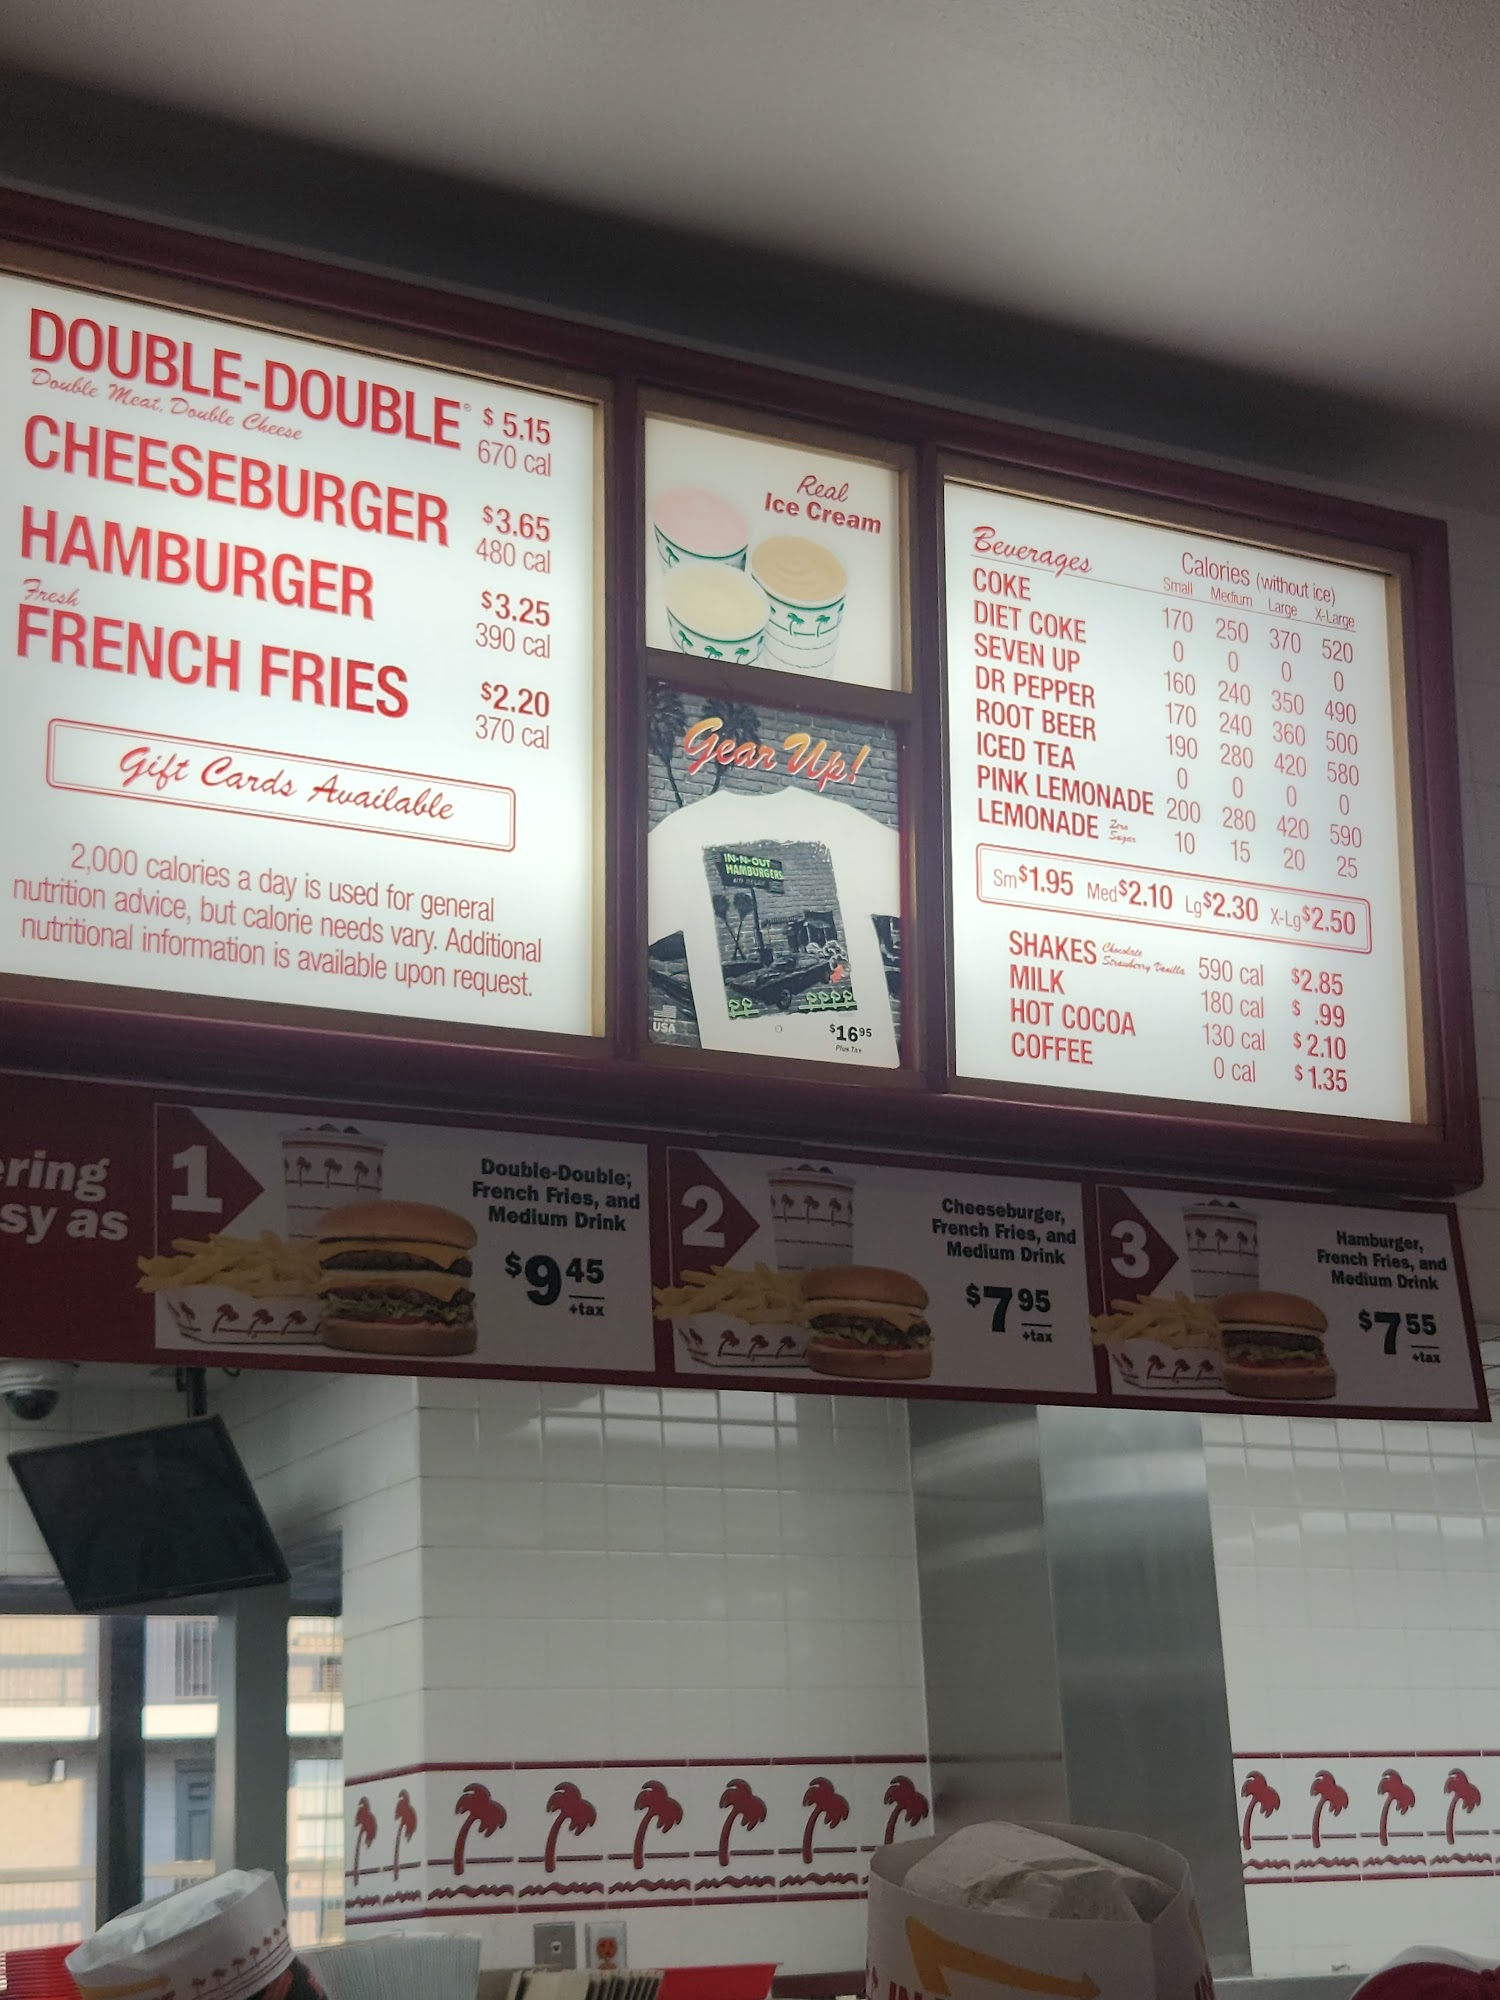 DOUBLE-DOUBLE® $5.15
Double Meat, Double Cheese 670 cal
CHEESEBURGER $3.65
480 cal
HAMBURGER $3.25
390 cal
Fresh
FRENCH FRIES $2.20
370 cal
Gift Cards Available
2,000 calories a day is used for general
nutrition advice, but calorie needs vary. Additional
nutritional information is available upon request.
Real
Ice Cream
Gear Up!
IN-N-OUT
HAMBURGERS
USA
$16 95
Plus Tax
Beverages Calories (without ice)
Small Medium Large X-Large
COKE 170 250 370 520
DIET COKE 0 0 0 0
SEVEN UP 160 240 350 490
DR PEPPER 170 240 360 500
ROOT BEER 190 280 420 580
ICED TEA 0 0 0 0
PINK LEMONADE 200 280 420 590
LEMONADE Zero Sugar 10 15 20 25
Sm $1.95 Med $2.10 Lg $2.30 X-Lg $2.50
SHAKES Chocolate Strawberry Vanilla 590 cal $2.85
MILK 180 cal $ .99
HOT COCOA 130 cal $2.10
COFFEE 0 cal $1.35
ring
sy as
1
Double-Double,
French Fries, and
Medium Drink
$9 45
+tax
2
Cheeseburger,
French Fries, and
Medium Drink
$7 95
+tax
3
Hamburger,
French Fries, and
Medium Drink
$7 55
+tax